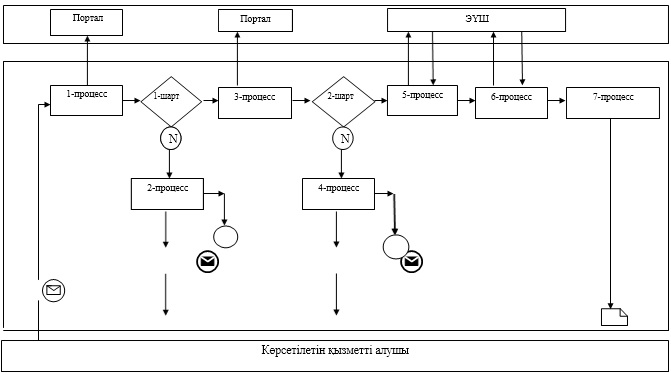 Портал
Портал
ЭҮШ
1-процесс
1-шарт
3-процесс
2-шарт
5-процесс
6-процесс
7-процесс
N
N
2-процесс
4-процесс
Көрсетілетін қызметті алушы